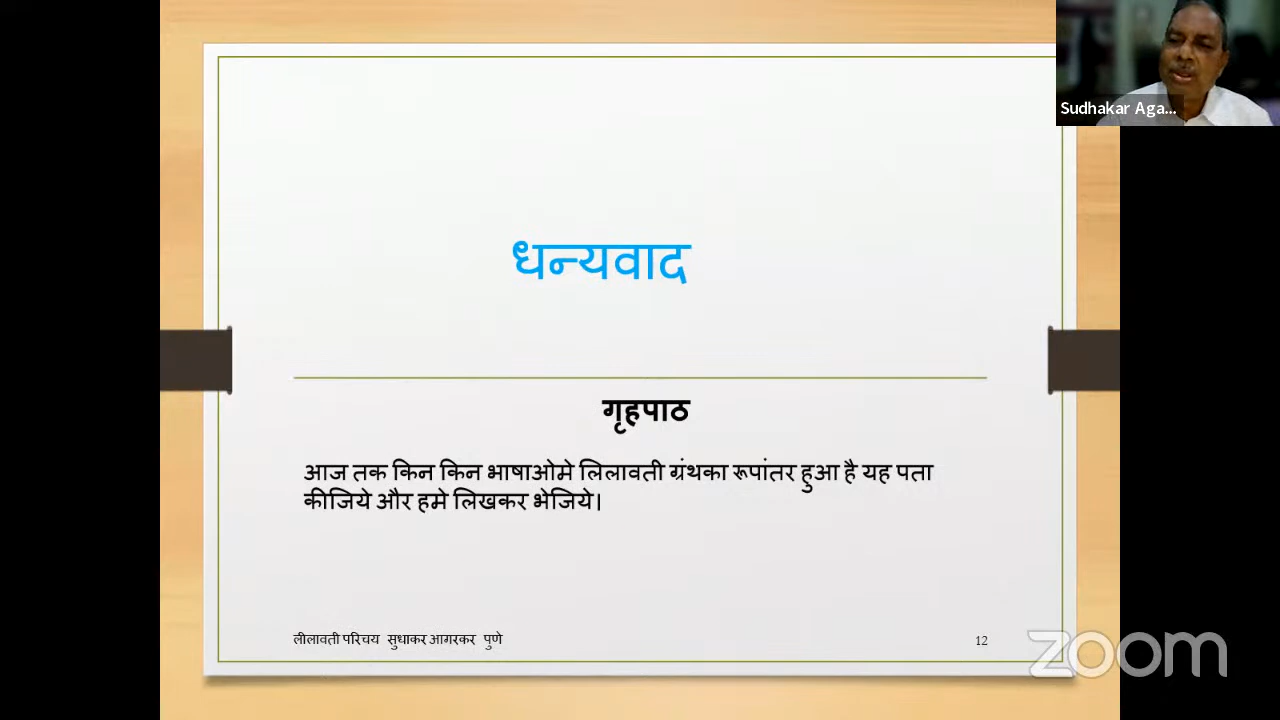 Sudhakar Aga...
धन्यवाद
गृहपाठ
आज तक किन किन भाषाओमे लिलावती ग्रंथका रूपांतर हुआ है यह पता
कीजिये और हमे लिखकर भेजिये।
लीलावती परिचय सुधाकर आगरकर पुणे
12
zoom